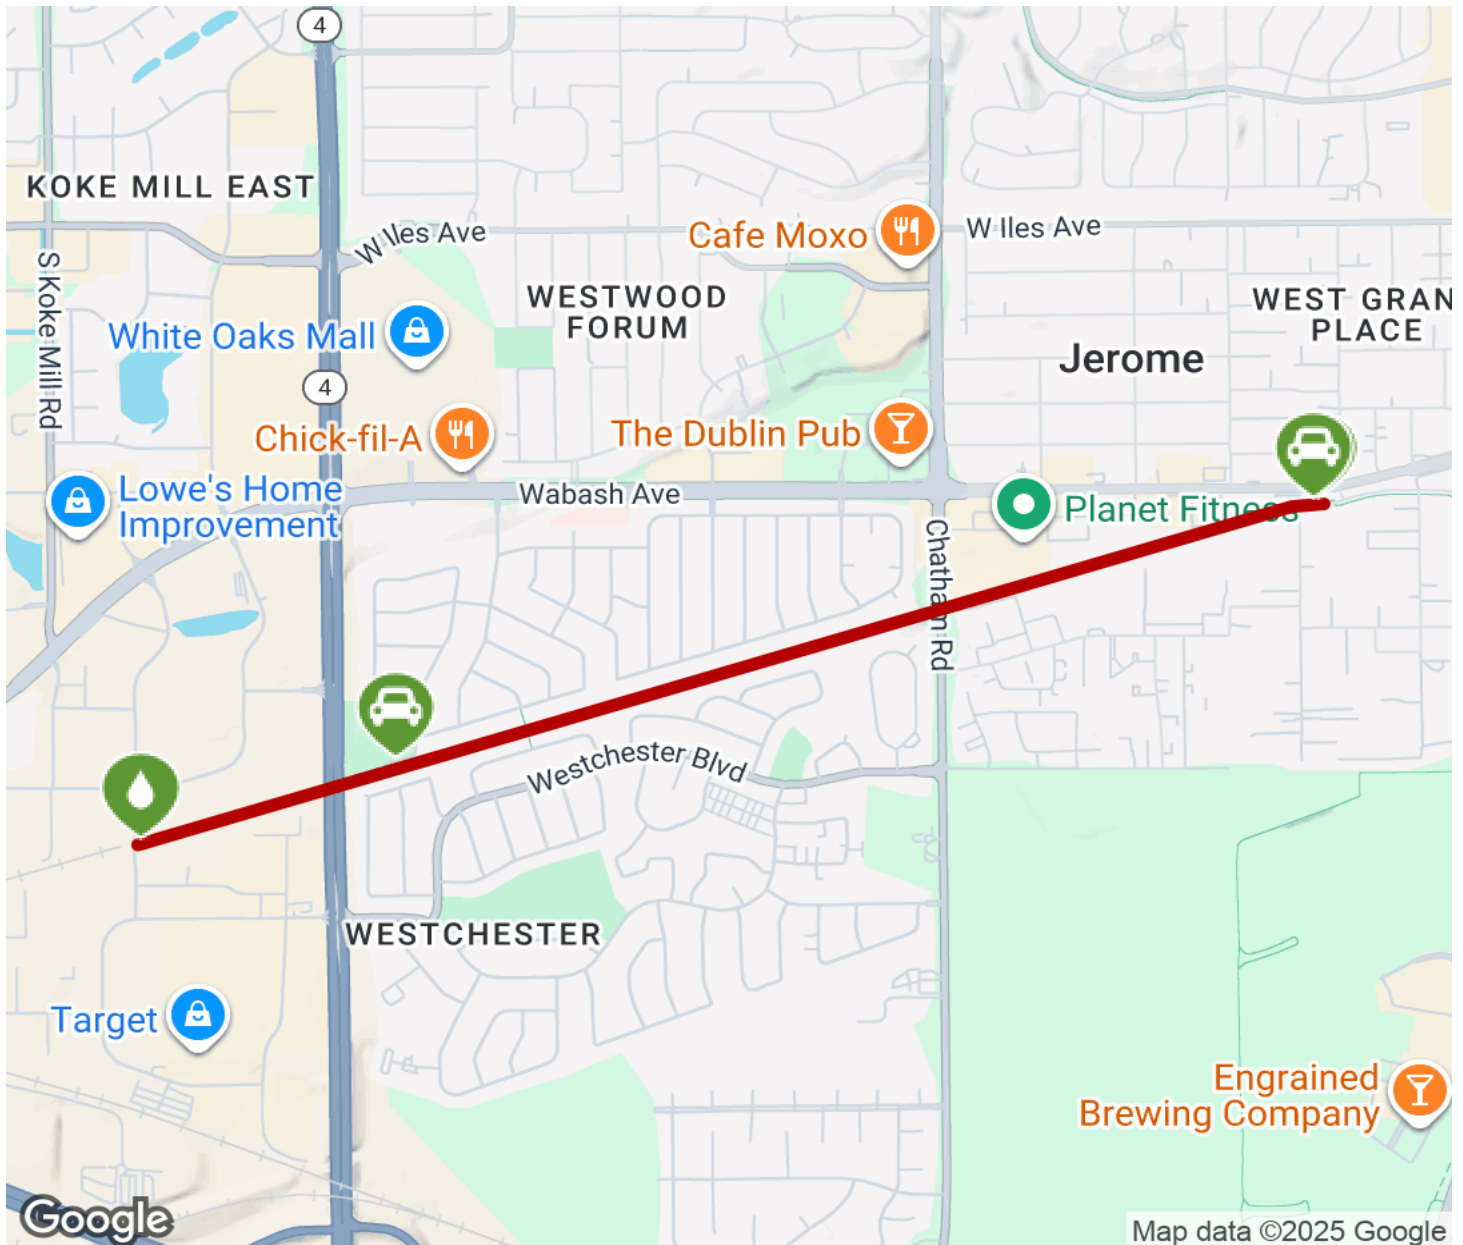 4
KOKE MILL EAST
W Iles Ave
Cafe Moxo
W Iles Ave
S Koke Mill Rd
WESTWOOD
FORUM
WEST GRAN
PLACE
White Oaks Mall
Jerome
4
Chick-fil-A
The Dublin Pub
Lowe's Home
Improvement
Wabash Ave
Planet Fitness
Chatham Rd
Westchester Blvd
WESTCHESTER
Target
Engrained
Brewing Company
Google
Map data ©2025 Google